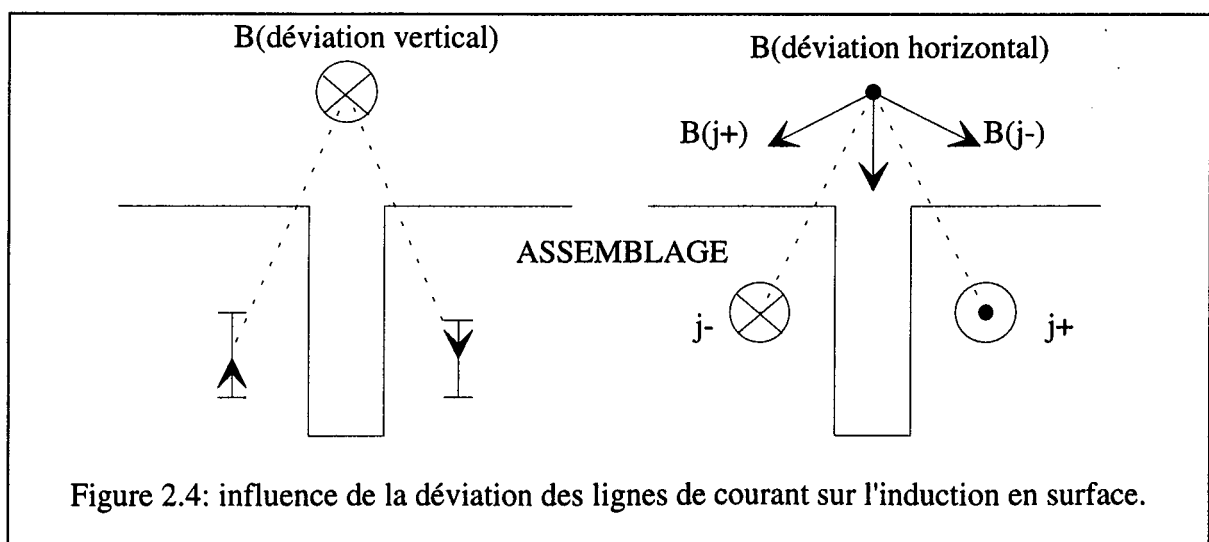 B(déviation vertical)
B(déviation horizontal)
B(j+)
B(j-)
ASSEMBLAGE
j-
j+
Figure 2.4: influence de la déviation des lignes de courant sur l'induction en surface.